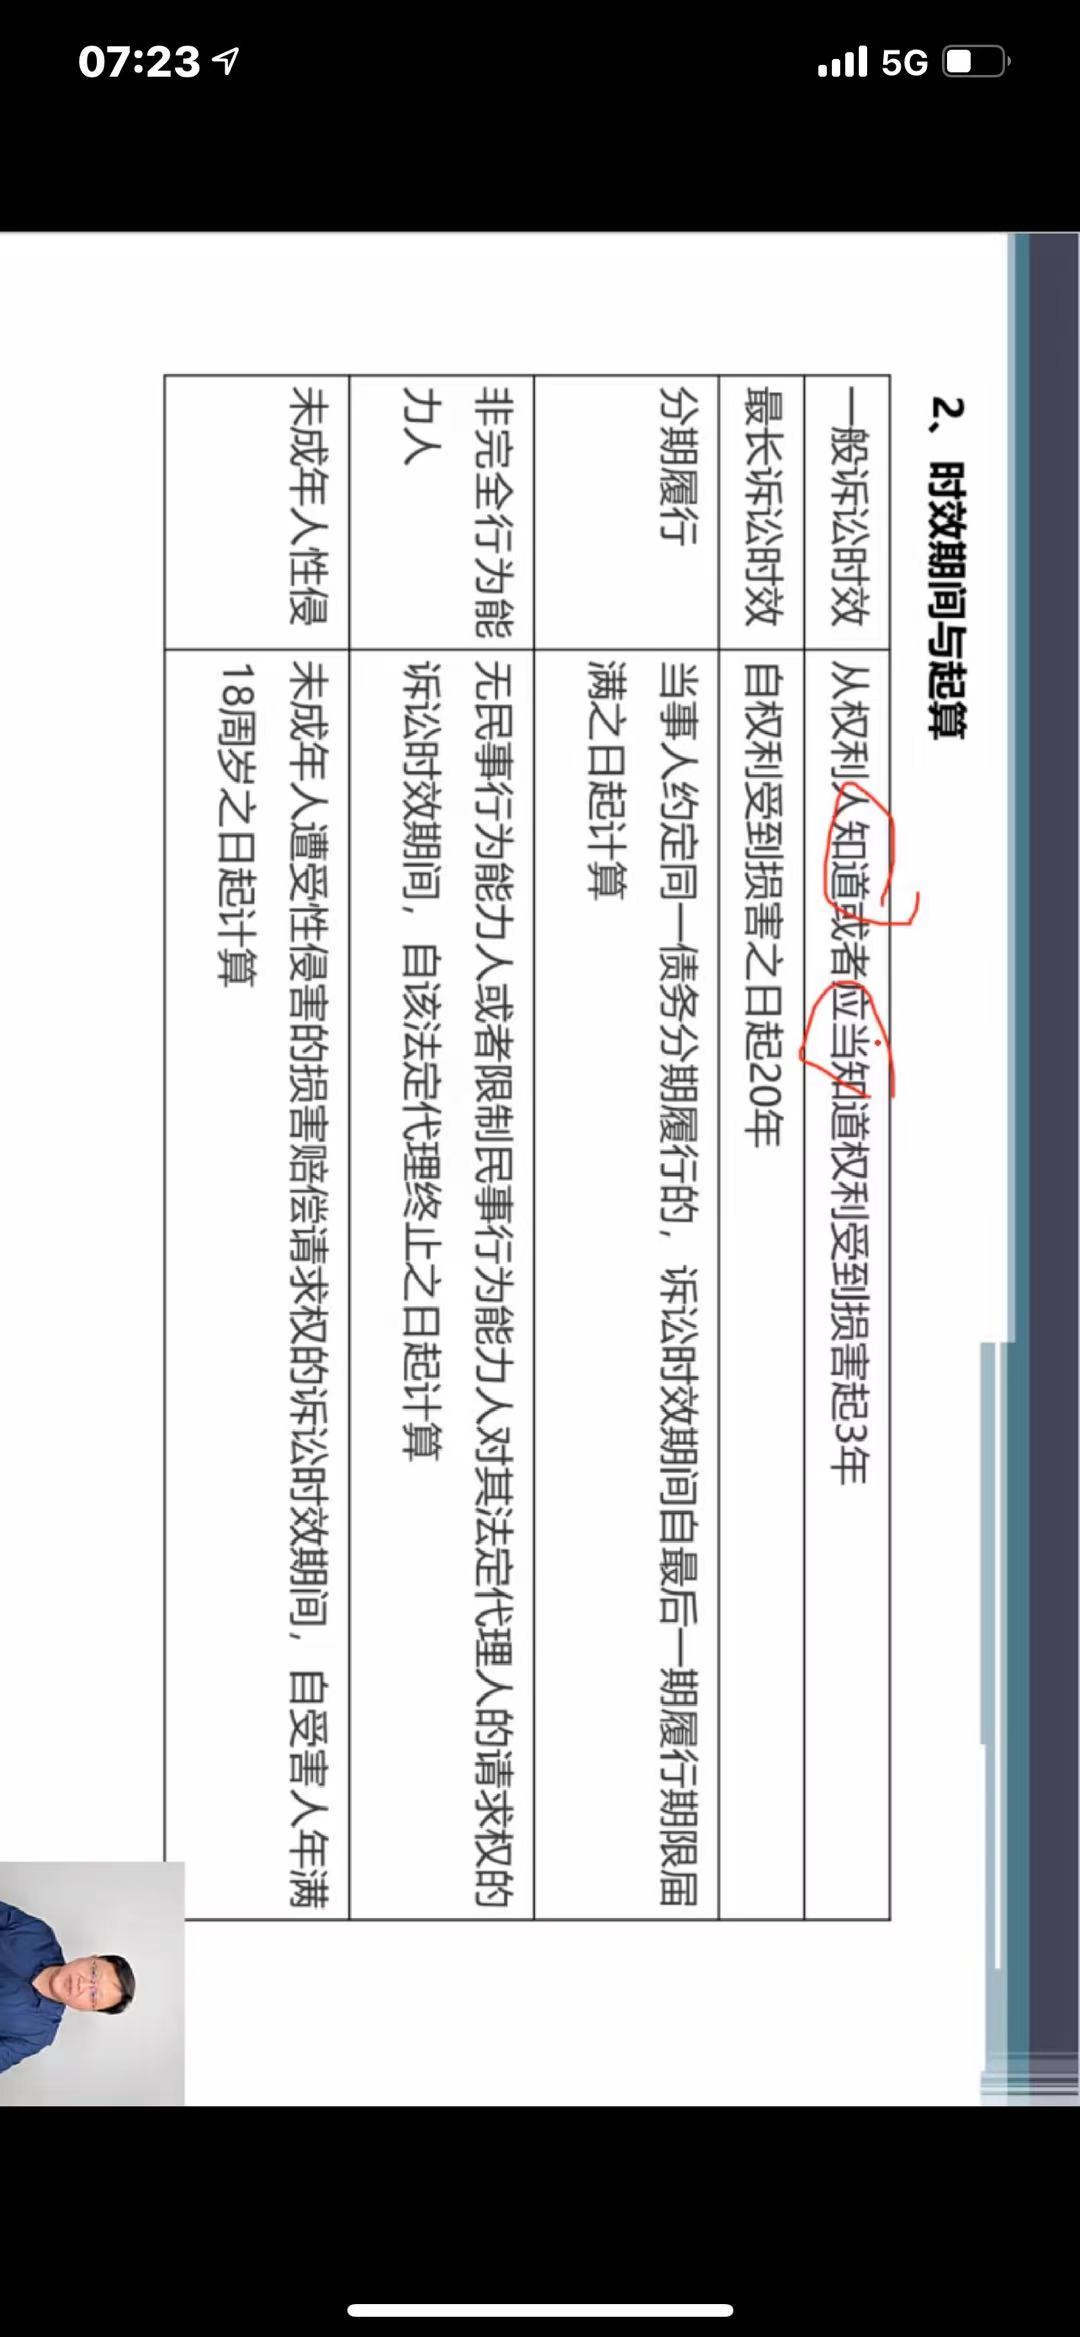 07:23
5G
2、时效期间与起算
一般诉讼时效
从权利人知道或者应当知道权利受到损害起3年
最长诉讼时效
自权利受到损害之日起20年
分期履行
当事人约定同一债务分期履行的，诉讼时效期间自最后一期履行期限届
满之日起计算
非完全行为能
力人
无民事行为能力人或者限制民事行为能力人对其法定代理人的请求权的
诉讼时效期间，自该法定代理终止之日起计算
未成年人性侵
未成年人遭受性侵害的损害赔偿请求权的诉讼时效期间，自受害人年满
18周岁之日起计算